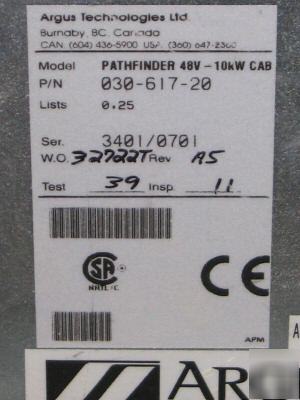 Argus Technologies Ltd.
Burnaby, BC, Canada
CAN. (604) 436-5900 USA. (360) 647-2360
Model PATHFINDER 48V-10kW CAB
P/N 030-617-20
Lists 0.25
Ser. 3401/0701
W.O. 32722T Rev A5
Test 39 Insp. 11
CSA
NRTL/C
CE
APM
A
ARG